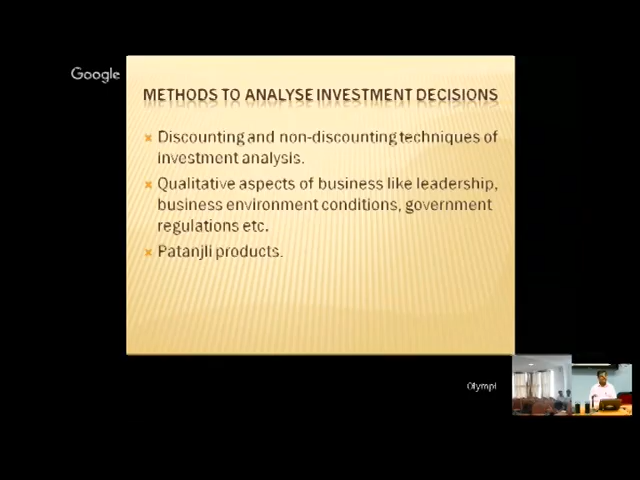 Google
METHODS TO ANALYSE INVESTMENT DECISIONS
Discounting and non-discounting techniques of
investment analysis.
Qualitative aspects of business like leadership,
business environment conditions, government
regulations etc.
Patanjli products.
Olympi